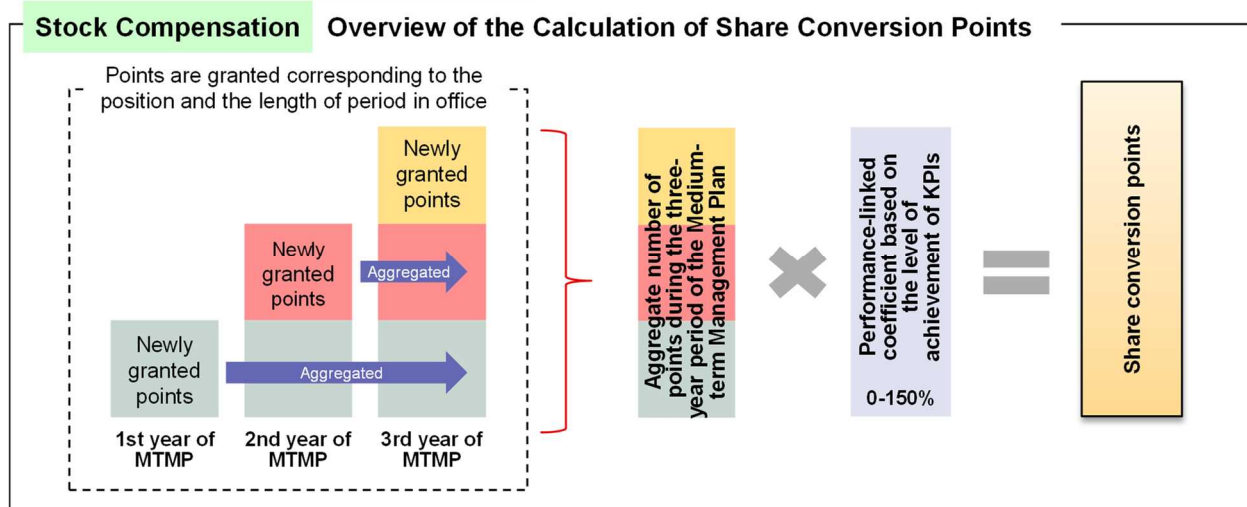 Stock Compensation Overview of the Calculation of Share Conversion Points
Points are granted corresponding to the
position and the length of period in office
Newly
granted
points
Newly
granted
points
Aggregated
Newly
granted
points
Aggregated
1st year of
MTMP
2nd year of
MTMP
3rd year of
MTMP
Aggregate number of
points during the three-
year period of the Medium-
term Management Plan
Performance-linked
coefficient based on
the level of
achievement of KPIs
0-150%
Share conversion points